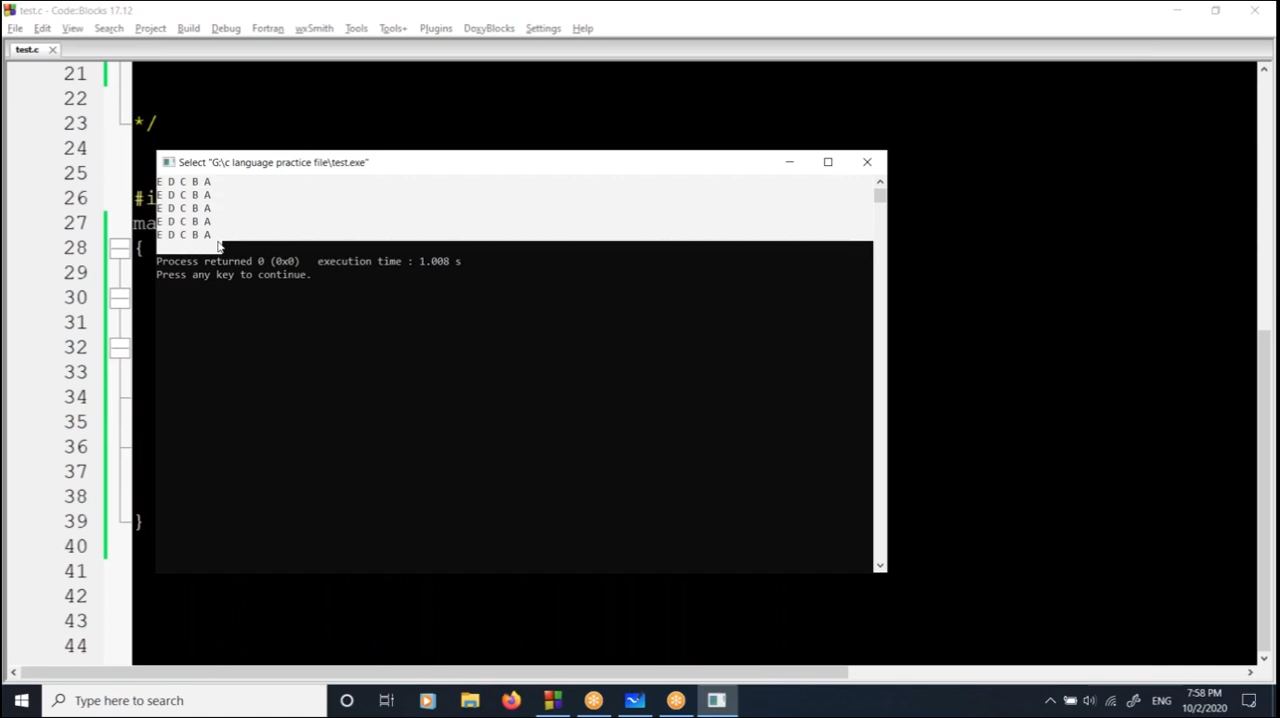 test.c - Code::Blocks 17.12
File Edit View Search Project Build Debug Fortran wxSmith Tools Tools+ Plugins DoxyBlocks Settings Help
test.c
21
22
23 */
24
Select "G:\c language practice file\test.exe"
E D C B A
E D C B A
E D C B A
E D C B A
E D C B A
Process returned 0 (0x0) execution time : 1.008 s
Press any key to continue.
25
26 #i
27 ma
28 {
29
30
31
32
33
34
35
36
37
38
39 }
40
41
42
43
44
Type here to search
ENG
7:58 PM
10/2/2020